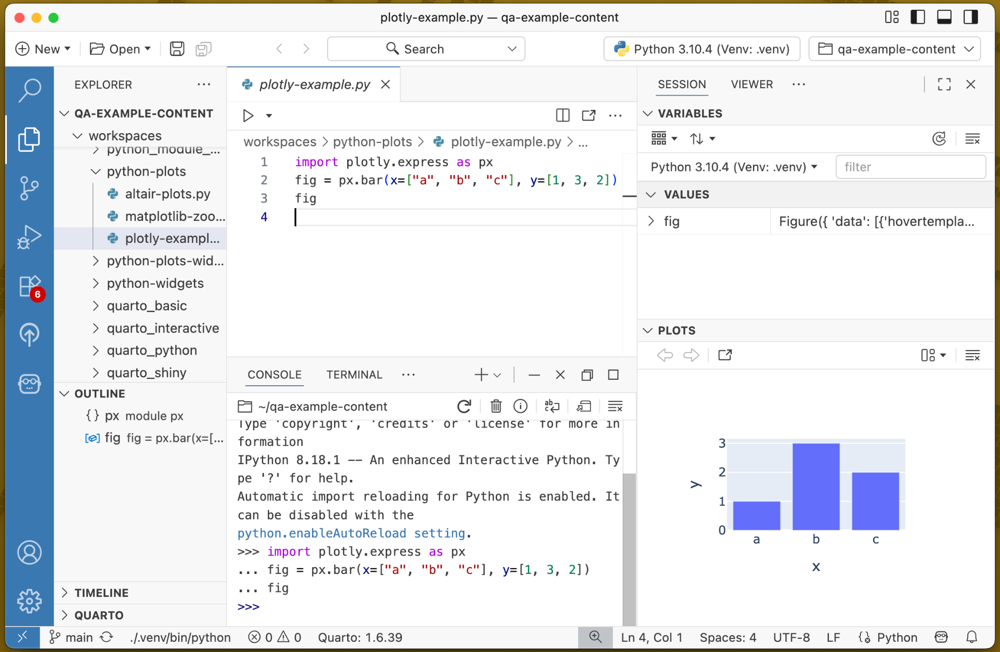 plotly-example.py — qa-example-content
New Open Search Python 3.10.4 (Venv: .venv) qa-example-content
EXPLORER
QA-EXAMPLE-CONTENT
workspaces
python_module_...
python-plots
altair-plots.py
matplotlib-zoo...
plotly-exampl...
python-plots-wid...
python-widgets
quarto_basic
quarto_interactive
quarto_python
quarto_shiny
6
OUTLINE
{} px module px
fig fig = px.bar(x=[...
TIMELINE
QUARTO
plotly-example.py
workspaces > python-plots > plotly-example.py > ...
1 import plotly.express as px
2 fig = px.bar(x=["a", "b", "c"], y=[1, 3, 2])
3 fig
4
CONSOLE TERMINAL
~/qa-example-content
Type 'copyright', 'credits' or 'license' for more in
formation
IPython 8.18.1 -- An enhanced Interactive Python. Ty
pe '?' for help.
Automatic import reloading for Python is enabled. It
can be disabled with the
python.enableAutoReload setting.
>>> import plotly.express as px
... fig = px.bar(x=["a", "b", "c"], y=[1, 3, 2])
... fig
>>>
SESSION VIEWER
VARIABLES
Python 3.10.4 (Venv: .venv) filter
VALUES
fig Figure({ 'data': [{'hovertempla...
PLOTS
3
2
1
0
y
a b c
x
main ./.venv/bin/python 0 0 Quarto: 1.6.39 Ln 4, Col 1 Spaces: 4 UTF-8 LF Python